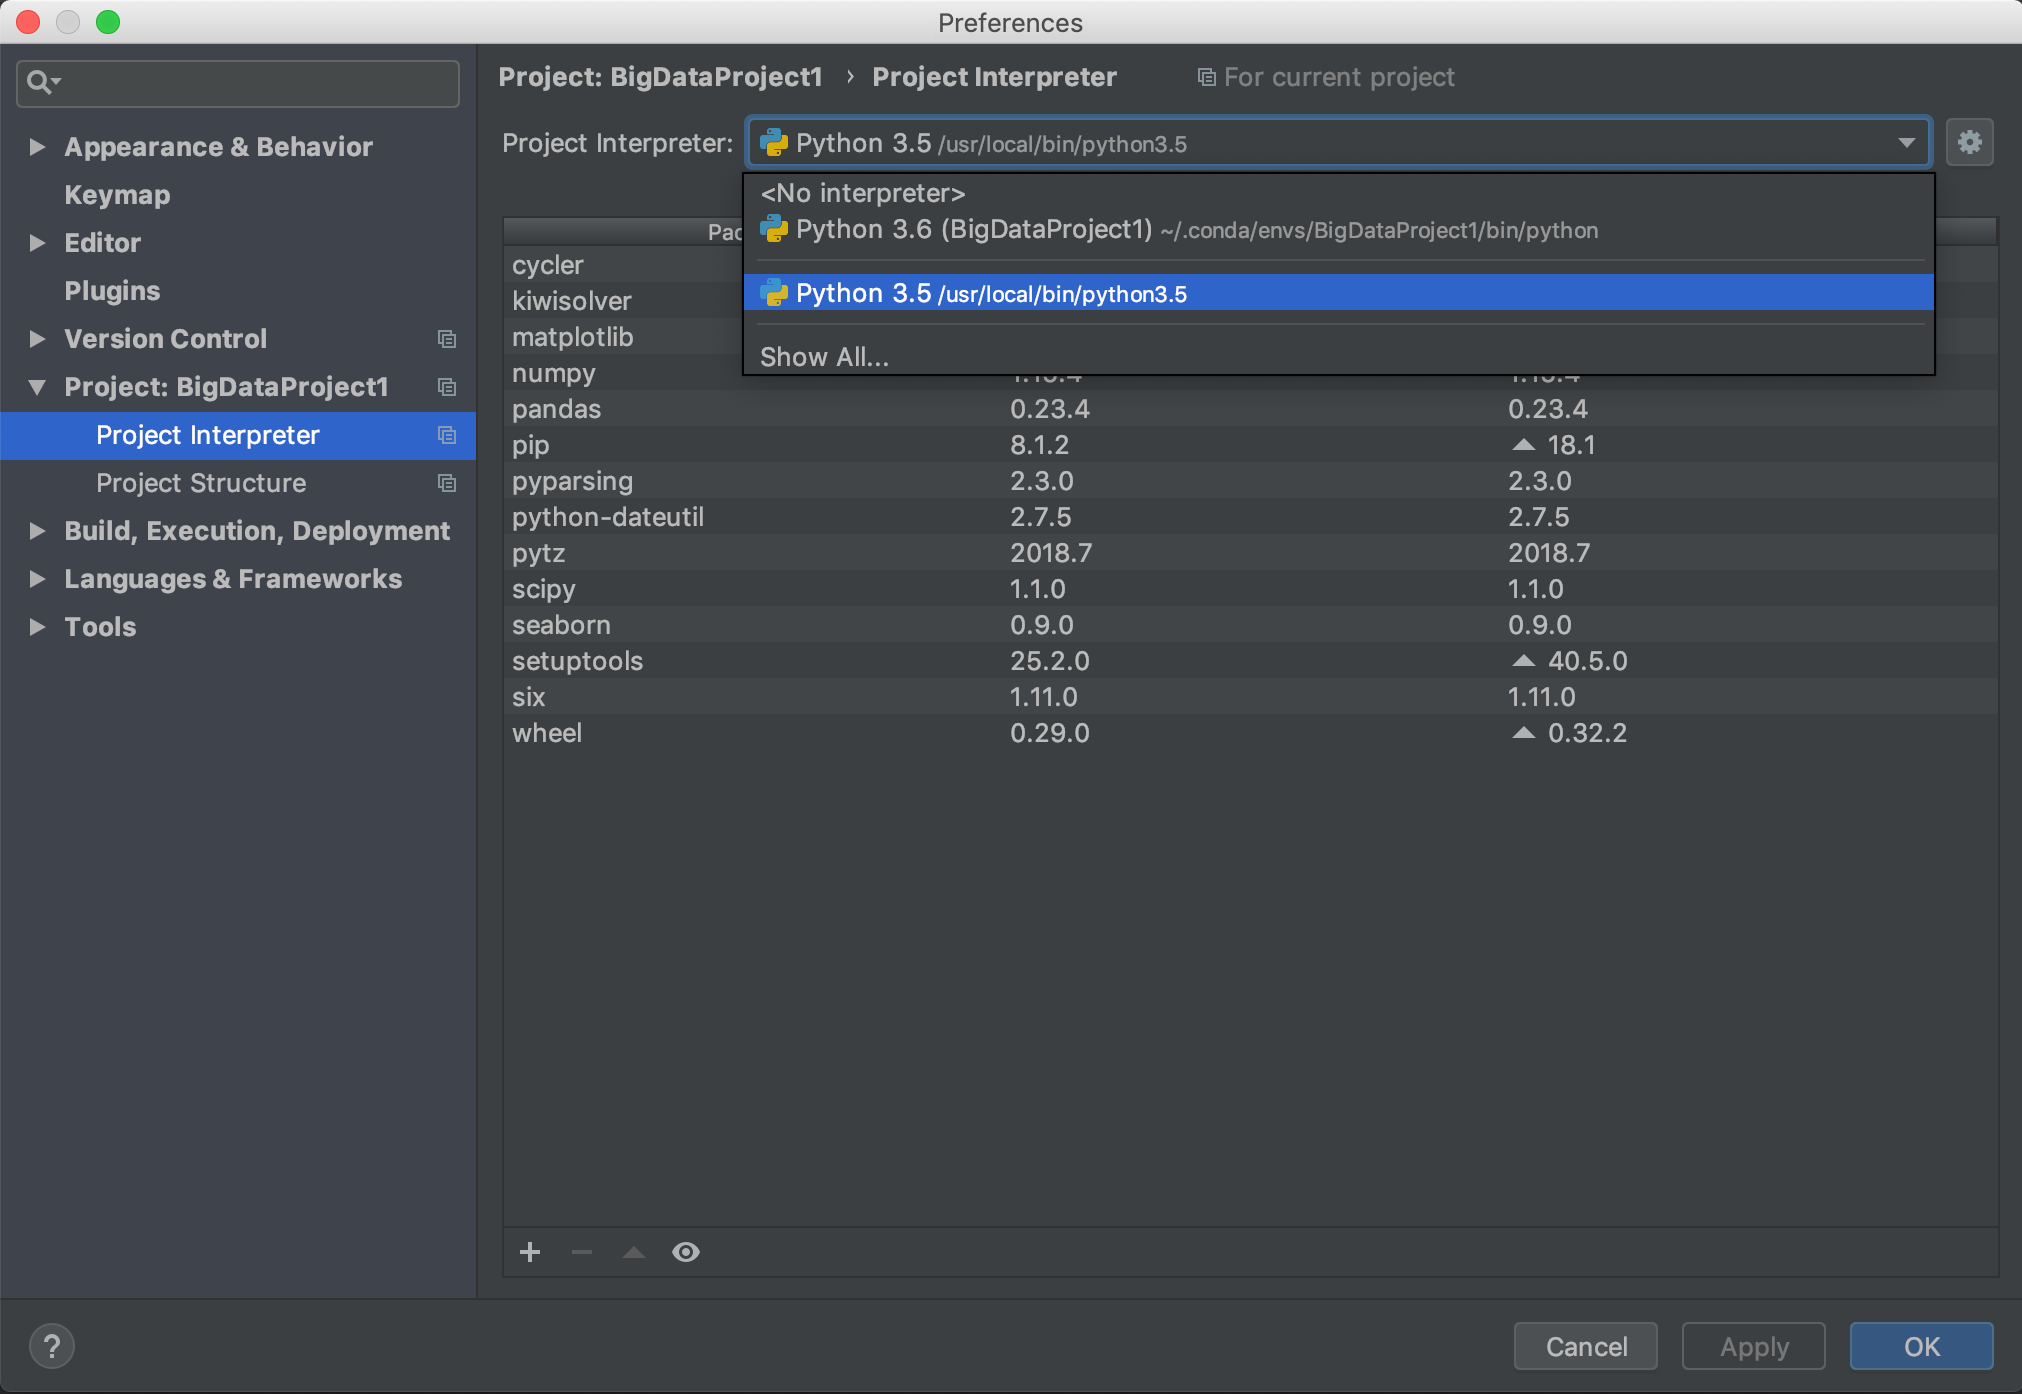 Preferences
Project: BigDataProject1 › Project Interpreter For current project
Appearance & Behavior
Keymap
Editor
Plugins
Version Control
Project: BigDataProject1
Project Interpreter
Project Structure
Build, Execution, Deployment
Languages & Frameworks
Tools
Project Interpreter: Python 3.5 /usr/local/bin/python3.5
<No interpreter>
Python 3.6 (BigDataProject1) ~/.conda/envs/BigDataProject1/bin/python
Python 3.5 /usr/local/bin/python3.5
Show All...
cycler
kiwisolver
matplotlib
numpy
pandas 0.23.4 0.23.4
pip 8.1.2 18.1
pyparsing 2.3.0 2.3.0
python-dateutil 2.7.5 2.7.5
pytz 2018.7 2018.7
scipy 1.1.0 1.1.0
seaborn 0.9.0 0.9.0
setuptools 25.2.0 40.5.0
six 1.11.0 1.11.0
wheel 0.29.0 0.32.2
? Cancel Apply OK